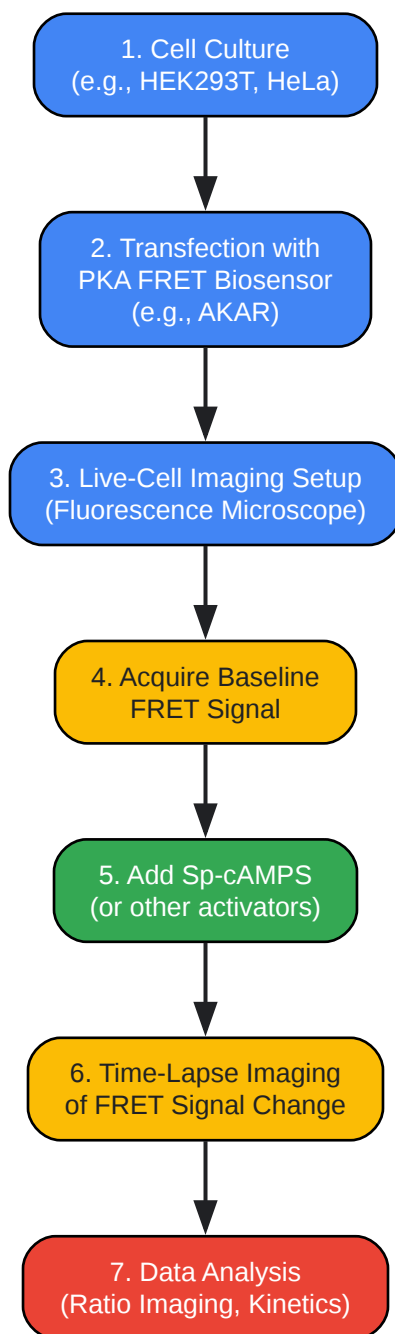 1. Cell Culture
(e.g., HEK293T, HeLa)
2. Transfection with
PKA FRET Biosensor
(e.g., AKAR)
3. Live-Cell Imaging Setup
(Fluorescence Microscope)
4. Acquire Baseline
FRET Signal
5. Add Sp-cAMPS
(or other activators)
6. Time-Lapse Imaging
of FRET Signal Change
7. Data Analysis
(Ratio Imaging, Kinetics)